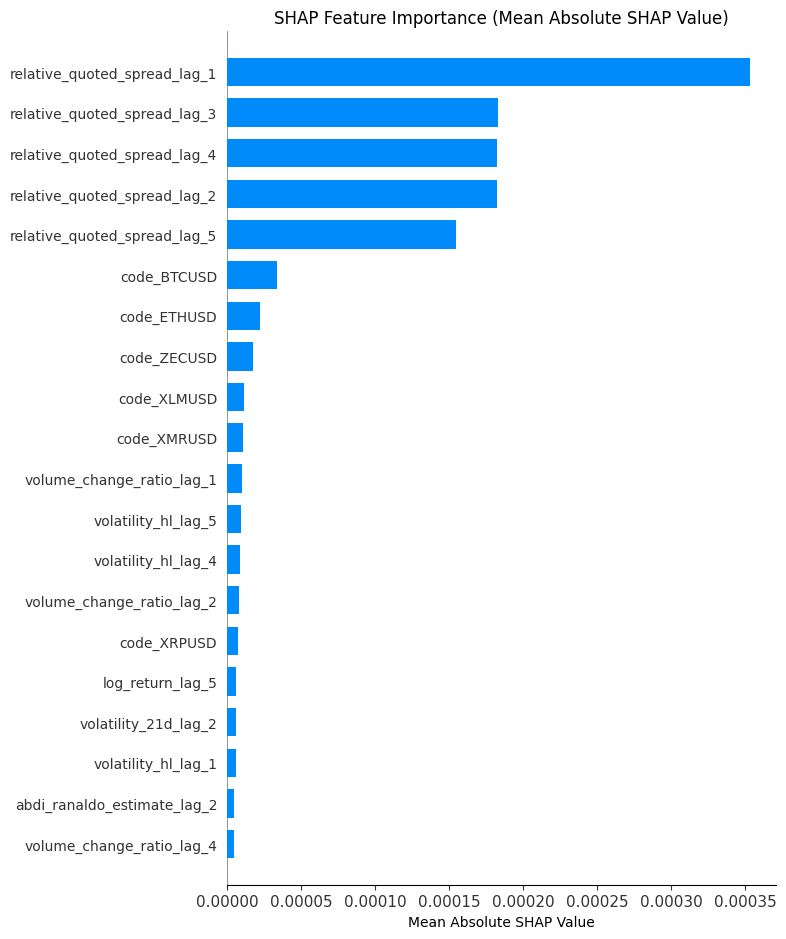 SHAP Feature Importance (Mean Absolute SHAP Value)
relative_quoted_spread_lag_1
relative_quoted_spread_lag_3
relative_quoted_spread_lag_4
relative_quoted_spread_lag_2
relative_quoted_spread_lag_5
code_BTCUSD
code_ETHUSD
code_ZECUSD
code_XLMUSD
code_XMRUSD
volume_change_ratio_lag_1
volatility_hl_lag_5
volatility_hl_lag_4
volume_change_ratio_lag_2
code_XRPUSD
log_return_lag_5
volatility_21d_lag_2
volatility_hl_lag_1
abdi_ranaldo_estimate_lag_2
volume_change_ratio_lag_4
0.00000 0.00005 0.00010 0.00015 0.00020 0.00025 0.00030 0.00035
Mean Absolute SHAP Value